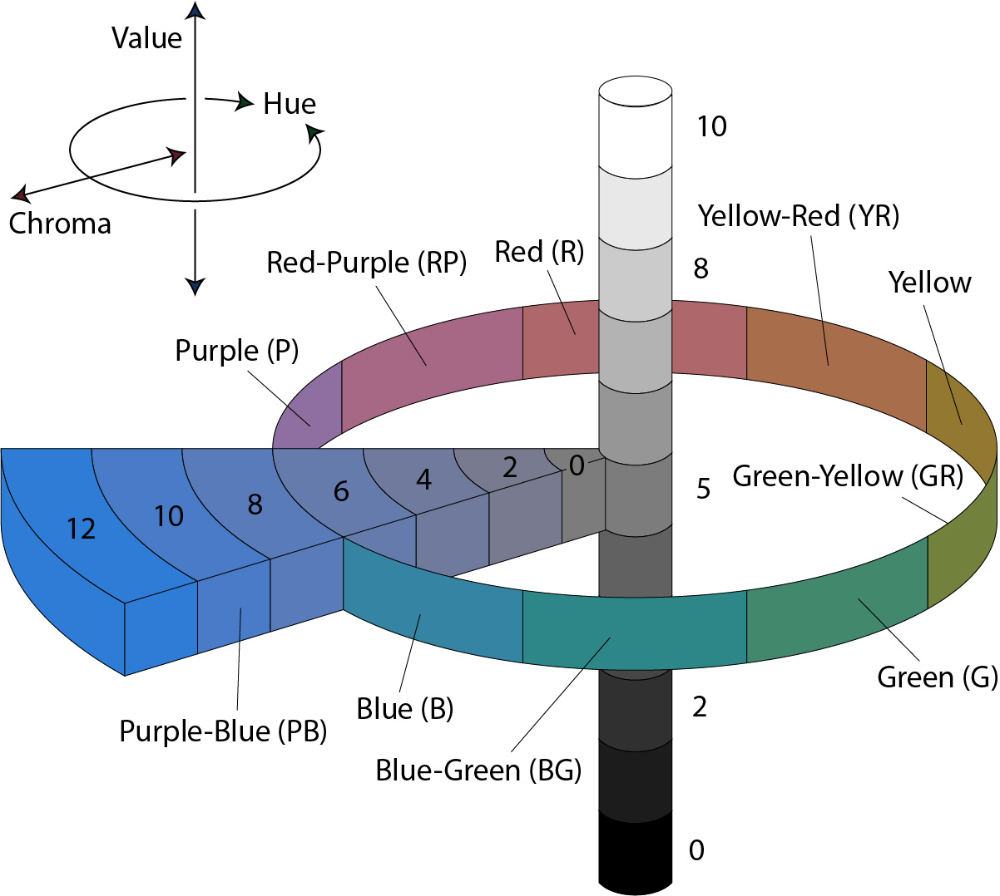 Value
Hue
Chroma
10
Yellow-Red (YR)
Red (R)
Red-Purple (RP)
8
Yellow
Purple (P)
0
2
4
6
8
10
12
5
Green-Yellow (GR)
Green (G)
2
Blue (B)
Purple-Blue (PB)
Blue-Green (BG)
0